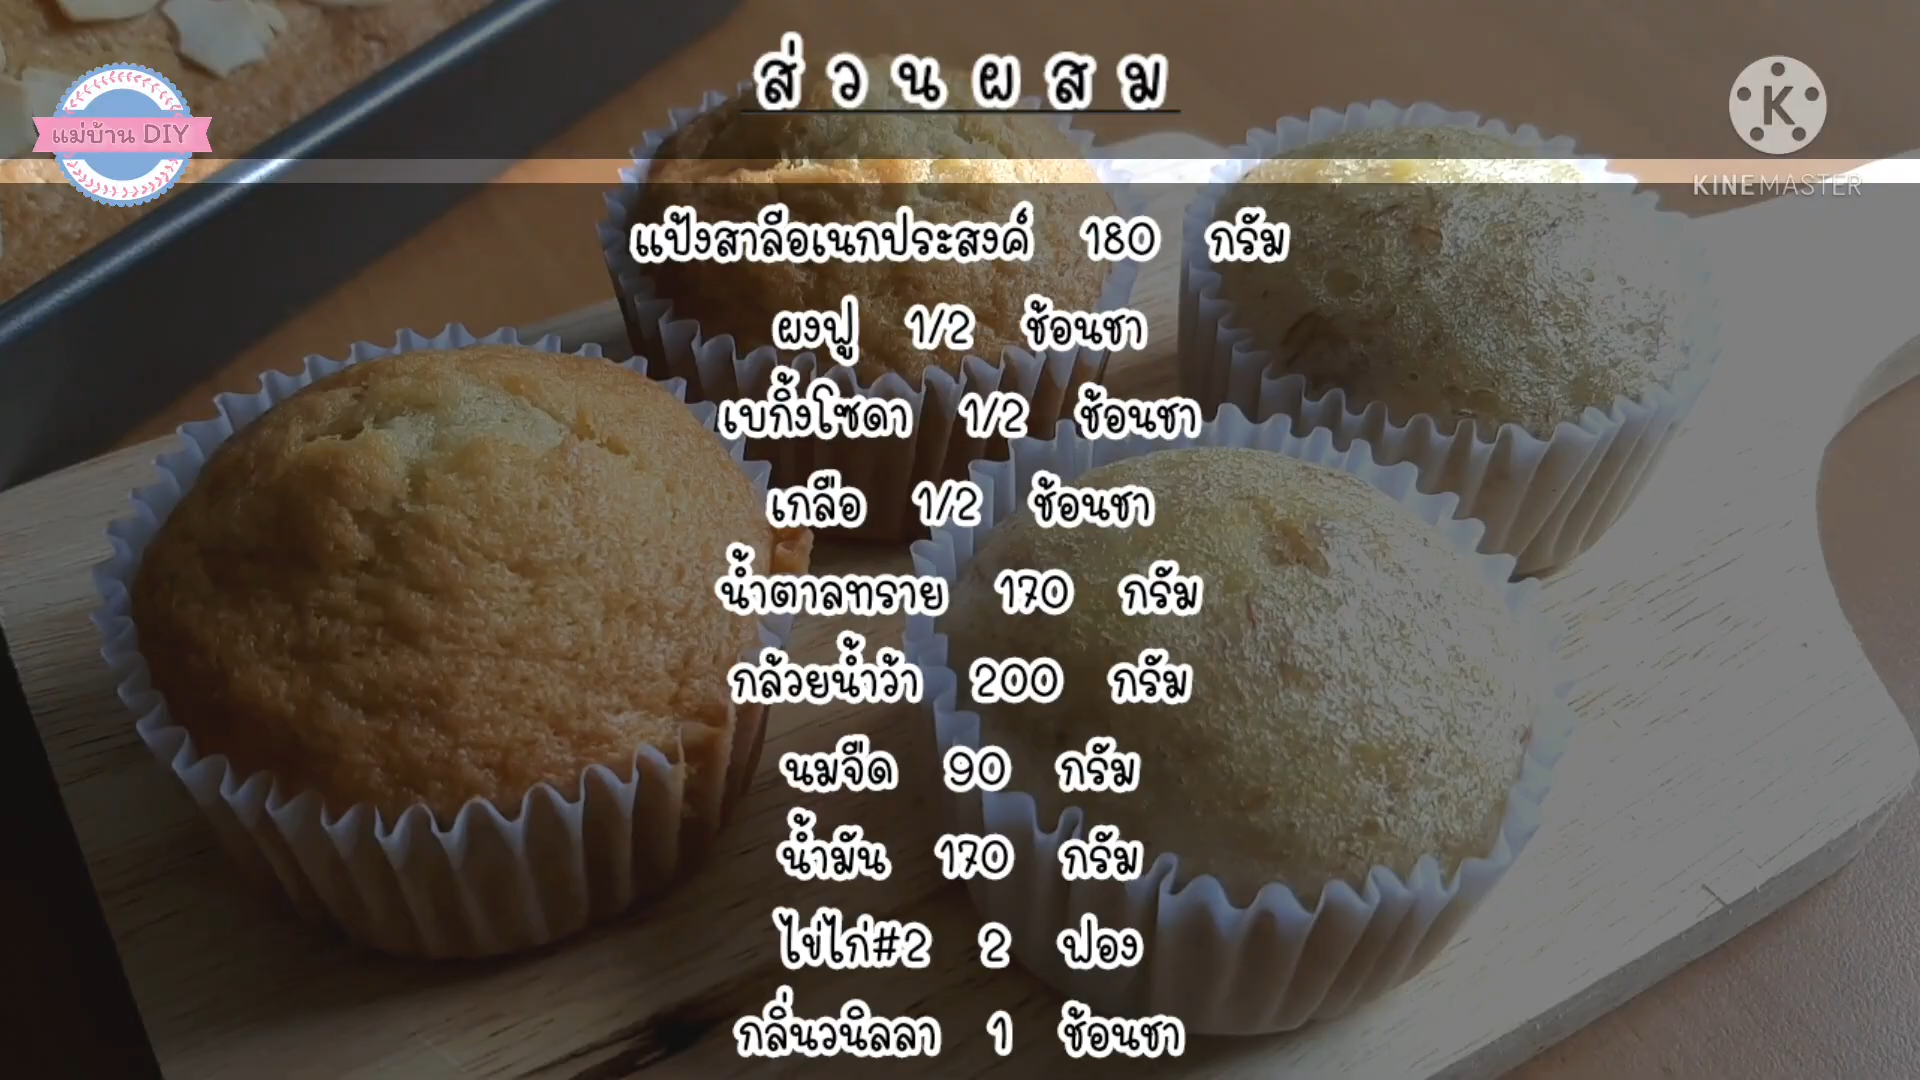 ส่วนผสม
แม่บ้าน DIY
K
KINEMASTER
แป้งสาลีอเนกประสงค์ 180 กรัม
ผงฟู 1/2 ช้อนชา
เบกิ้งโซดา 1/2 ช้อนชา
เกลือ 1/2 ช้อนชา
น้ำตาลทราย 170 กรัม
กล้วยน้ำว้า 200 กรัม
นมจืด 90 กรัม
น้ำมัน 170 กรัม
ไข่ไก่#2 2 ฟอง
กลิ่นวนิลลา 1 ช้อนชา